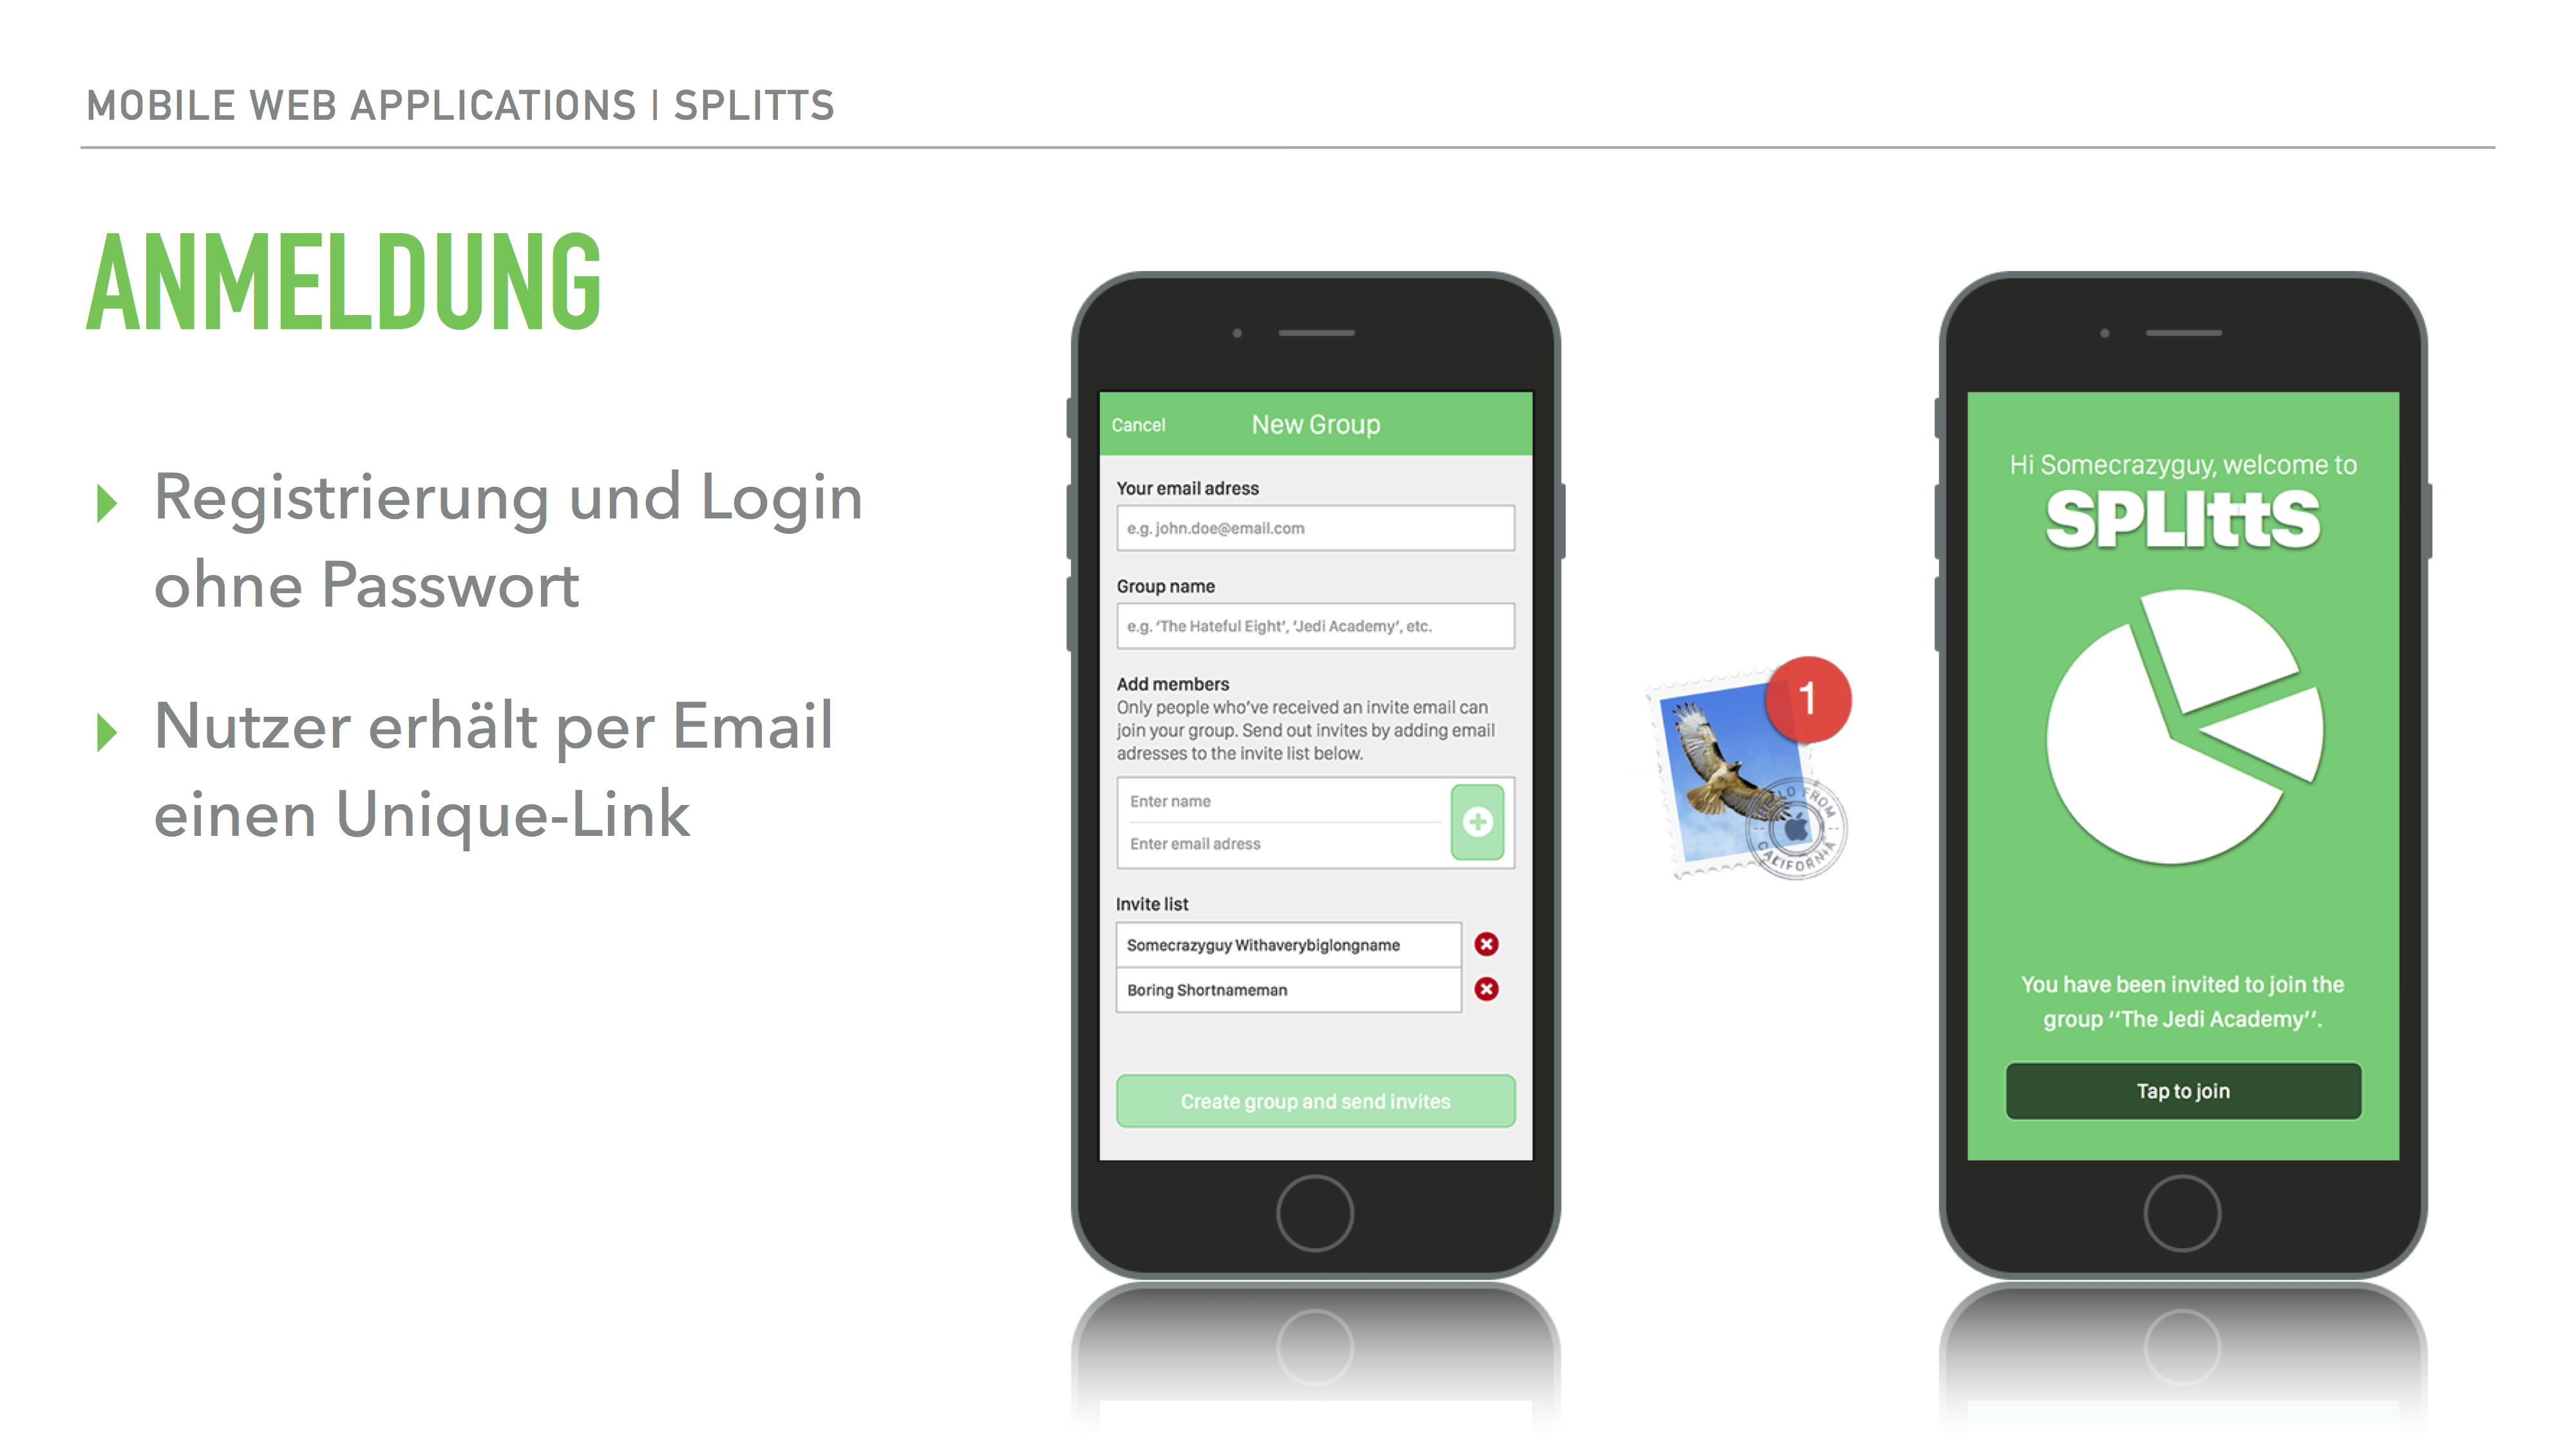 MOBILE WEB APPLICATIONS | SPLITTS
ANMELDUNG
Registrierung und Login
ohne Passwort
Nutzer erhält per Email
einen Unique-Link
Cancel
New Group
Your email adress
e.g. john.doe@email.com
Group name
e.g. ‘The Hateful Eight’, ‘Jedi Academy’, etc.
Add members
Only people who’ve received an invite email can
join your group. Send out invites by adding email
adresses to the invite list below.
Enter name
Enter email adress
Invite list
Somecrazyguy Withaverybiglongname
Boring Shortnameman
Create group and send invites
1
HELLO FROM
CALIFORNIA
Hi Somecrazyguy, welcome to
SPLIttS
You have been invited to join the
group ‘‘The Jedi Academy’’.
Tap to join